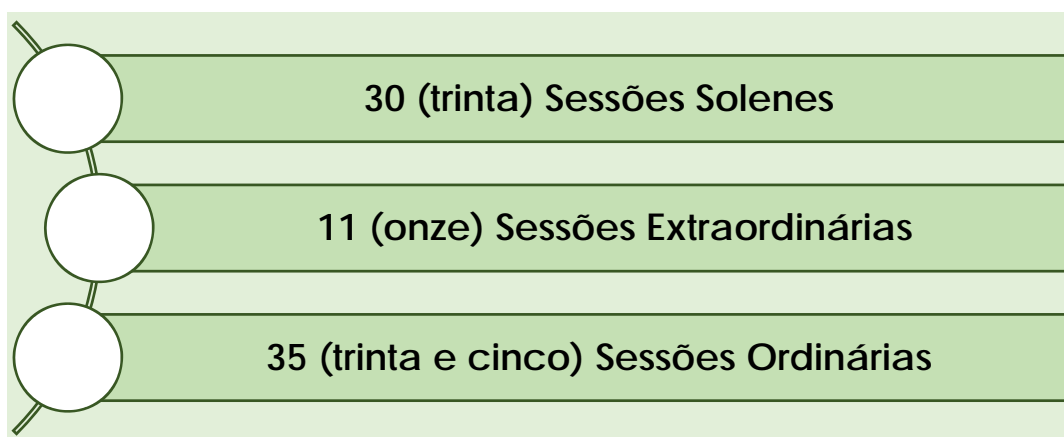 30 (trinta) Sessões Solenes
11 (onze) Sessões Extraordinárias
35 (trinta e cinco) Sessões Ordinárias